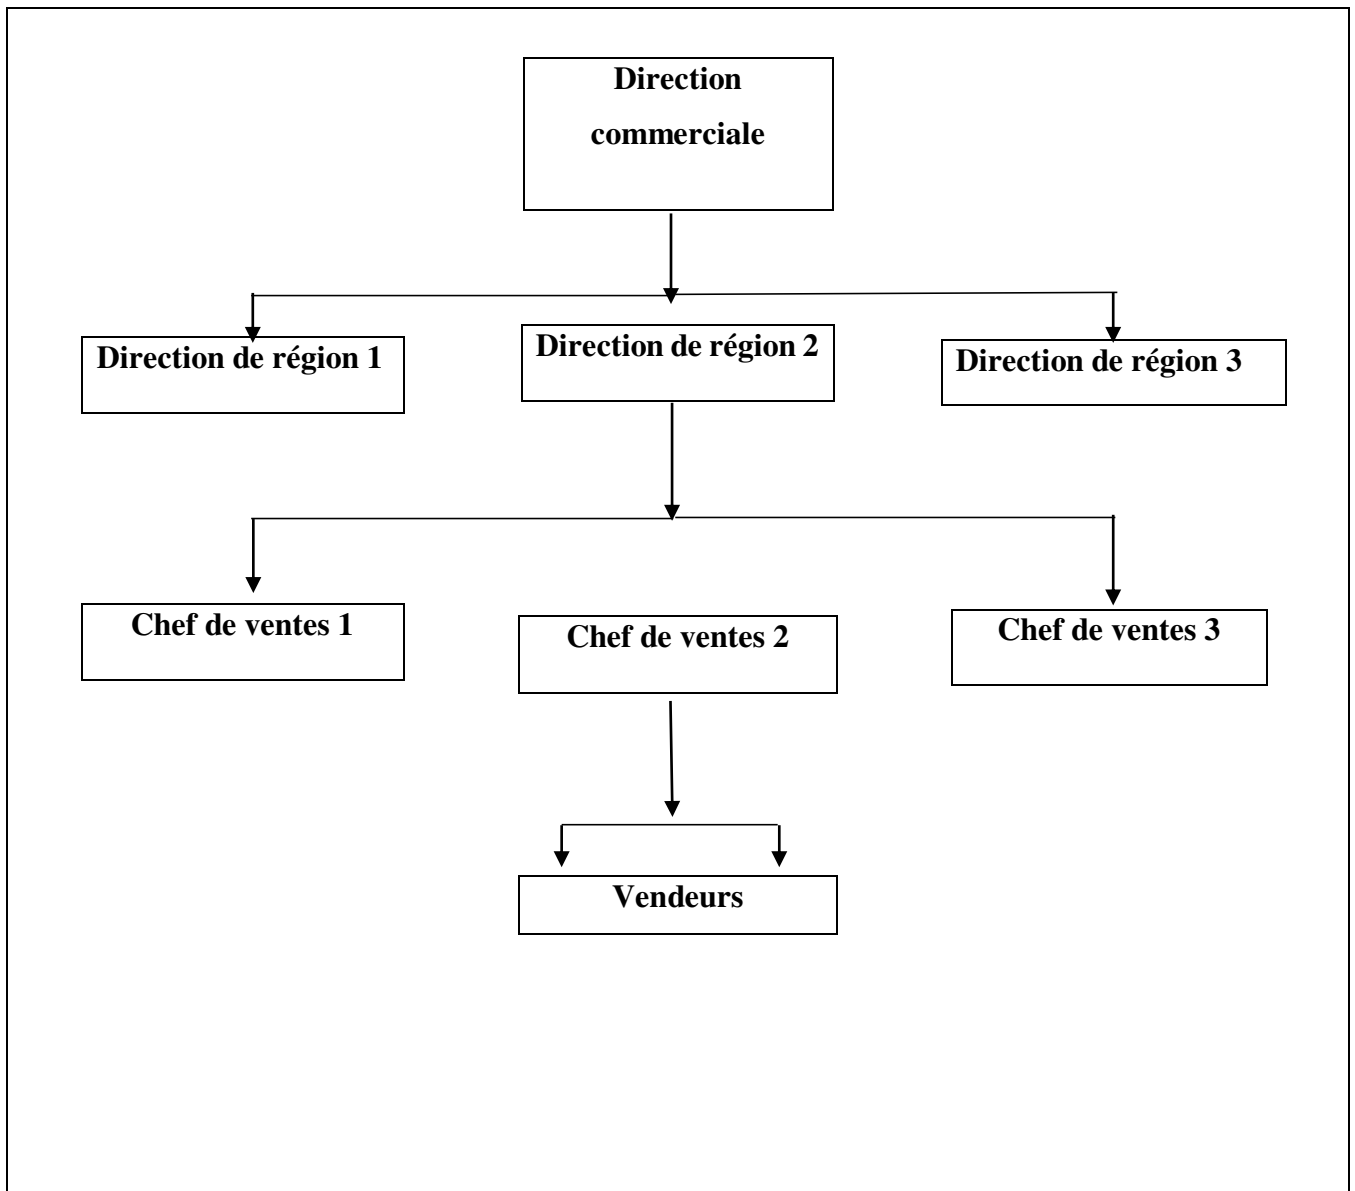 Direction
commerciale
Direction de région 1
Direction de région 2
Direction de région 3
Chef de ventes 1
Chef de ventes 2
Chef de ventes 3
Vendeurs